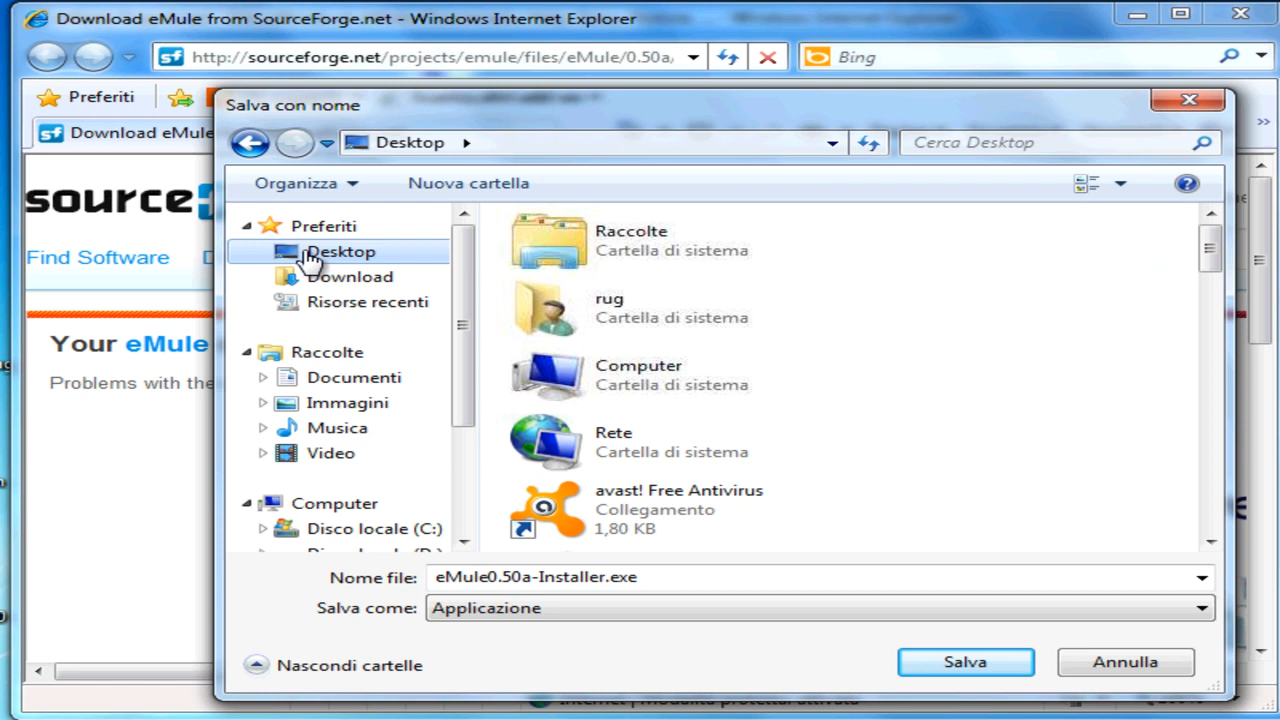 Download eMule from SourceForge.net - Windows Internet Explorer
http://sourceforge.net/projects/emule/files/eMule/0.50a/
Bing
Preferiti
Download eMule
Salva con nome
Desktop
Cerca Desktop
Organizza
Nuova cartella
source
Find Software
Your eMule
Problems with the
Preferiti
Desktop
Download
Risorse recenti
Raccolte
Documenti
Immagini
Musica
Video
Computer
Disco locale (C:)
Raccolte
Cartella di sistema
rug
Cartella di sistema
Computer
Cartella di sistema
Rete
Cartella di sistema
avast! Free Antivirus
Collegamento
1,80 KB
Nome file: eMule0.50a-Installer.exe
Salva come: Applicazione
Nascondi cartelle
Salva
Annulla
Internet | Modalità protetta: attivata